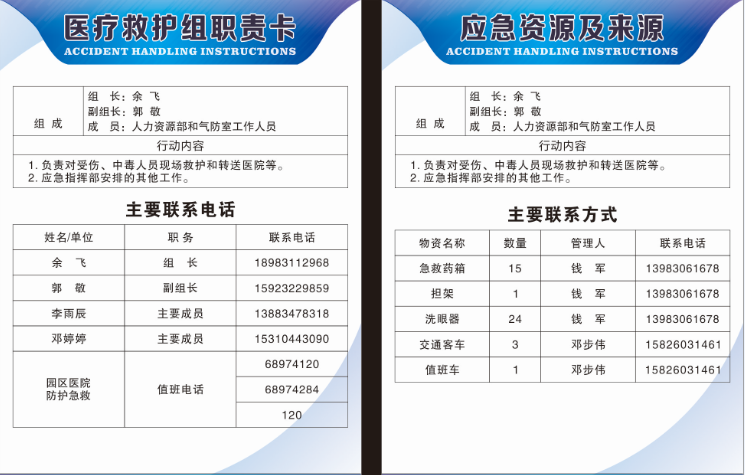 医疗救护组职责卡
ACCIDENT HANDLING INSTRUCTIONS
组 成
组 长：余 飞
副组长：郭 敬
成 员：人力资源部和气防室工作人员
行动内容
1. 负责对受伤、中毒人员现场救护和转送医院等。
2. 应急指挥部安排的其他工作。
主要联系电话
姓名/单位 职 务 联系电话
余 飞 组 长 18983112968
郭 敬 副组长 15923229859
李雨辰 主要成员 13883478318
邓婷婷 主要成员 15310443090
园区医院
防护急救
值班电话
68974120
68974284
120
应急资源及来源
ACCIDENT HANDLING INSTRUCTIONS
组 成
组 长：余 飞
副组长：郭 敬
成 员：人力资源部和气防室工作人员
行动内容
1. 负责对受伤、中毒人员现场救护和转送医院等。
2. 应急指挥部安排的其他工作。
主要联系方式
物资名称 数量 管理人 联系电话
急救药箱 15 钱 军 13983061678
担架 1 钱 军 13983061678
洗眼器 24 钱 军 13983061678
交通客车 3 邓步伟 15826031461
值班车 1 邓步伟 15826031461